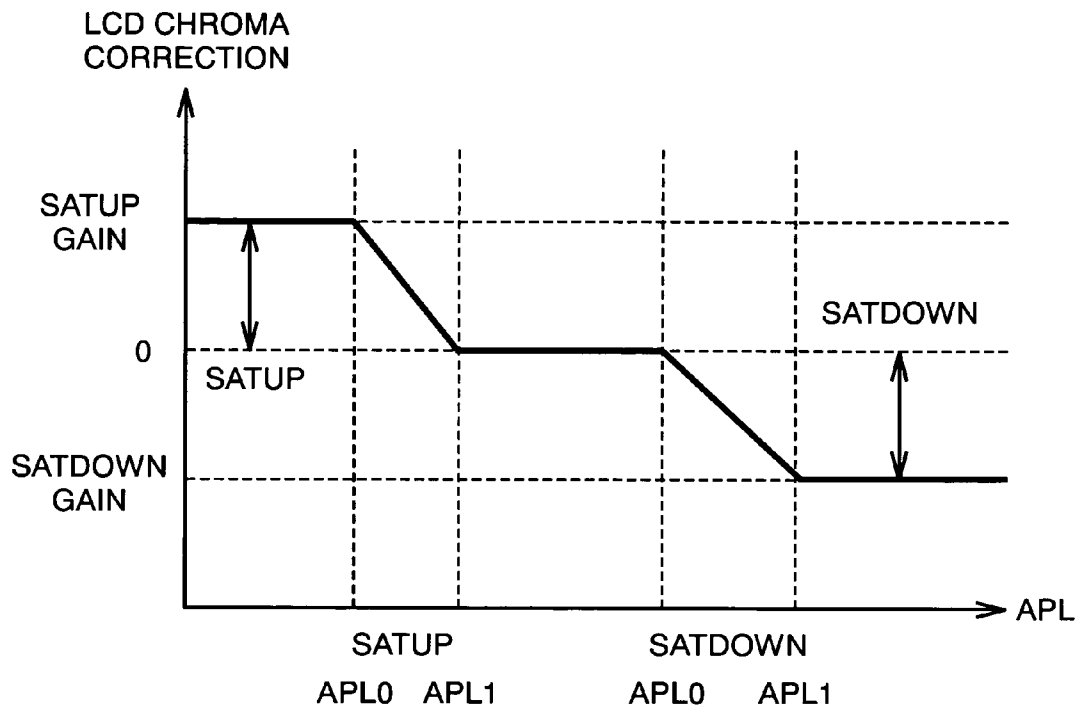 LCD CHROMA
CORRECTION
SATUP
GAIN
SATDOWN
0
SATUP
SATDOWN
GAIN
APL
SATUP
SATDOWN
APL0
APL1
APL0
APL1